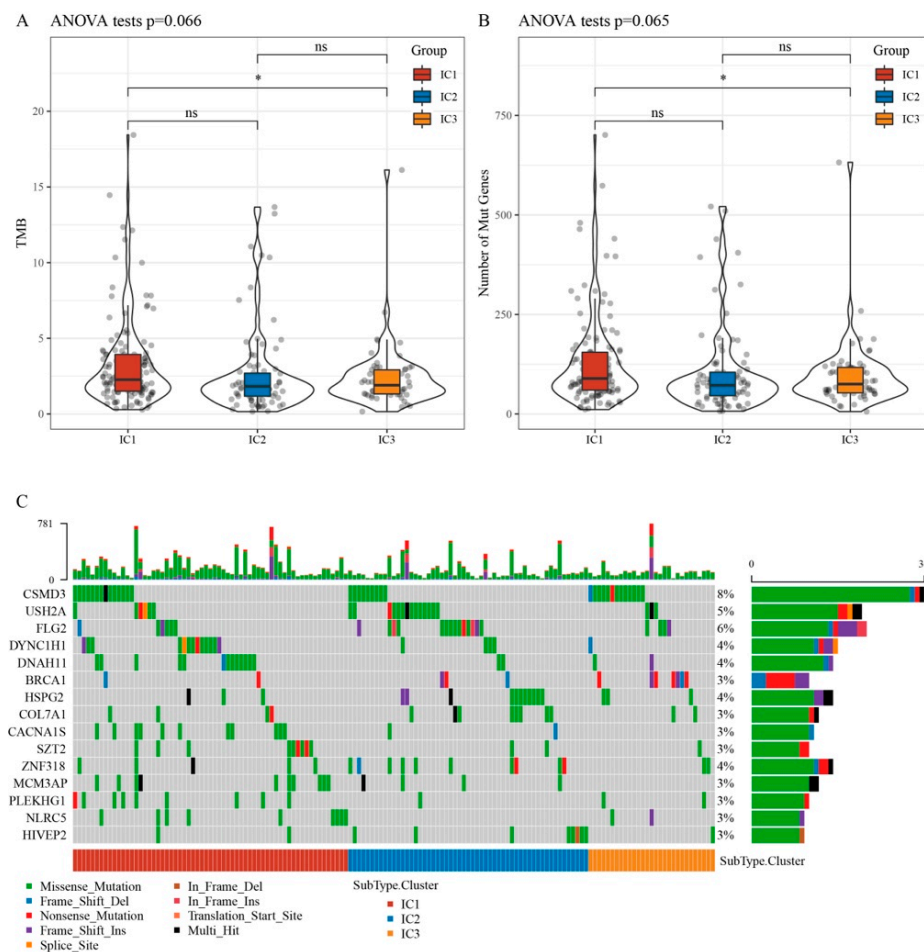 A ANOVA tests p=0.066
B ANOVA tests p=0.065
ns
*
ns
Group
IC1
IC2
IC3
20
15
10
5
0
TMB
IC1 IC2 IC3
ns
*
ns
Group
IC1
IC2
IC3
750
500
250
0
Number of Mut Genes
IC1 IC2 IC3
C
781
0
0 3
CSMD3 8%
USH2A 5%
FLG2 6%
DYNC1H1 4%
DNAH11 4%
BRCA1 3%
HSPG2 4%
COL7A1 3%
CACNA1S 3%
SZT2 3%
ZNF318 4%
MCM3AP 3%
PLEKHG1 3%
NLRC5 3%
HIVEP2 3%
SubType.Cluster
Missense_Mutation
Frame_Shift_Del
Nonsense_Mutation
Frame_Shift_Ins
Splice_Site
In_Frame_Del
In_Frame_Ins
Translation_Start_Site
Multi_Hit
SubType.Cluster
IC1
IC2
IC3